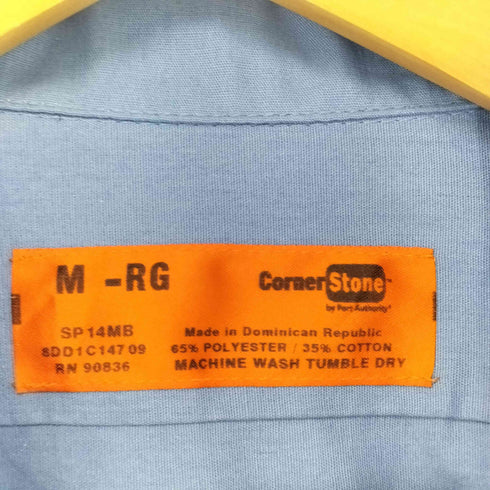 M -RG
CornerStone™
by Port Authority®
SP14MB
8DD1C14709
RN 90836
Made in Dominican Republic
65% POLYESTER / 35% COTTON
MACHINE WASH TUMBLE DRY